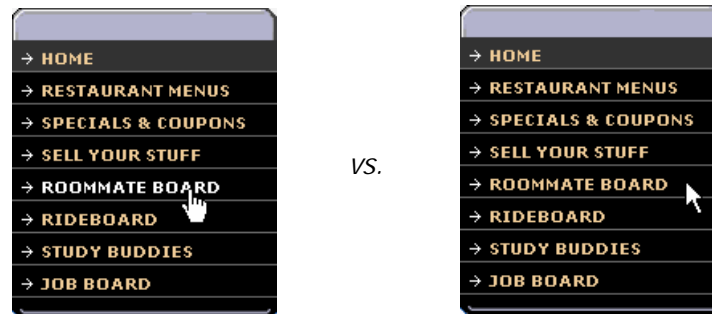 → HOME
→ RESTAURANT MENUS
→ SPECIALS & COUPONS
→ SELL YOUR STUFF
→ ROOMMATE BOARD
→ RIDEBOARD
→ STUDY BUDDIES
→ JOB BOARD
VS.
→ HOME
→ RESTAURANT MENUS
→ SPECIALS & COUPONS
→ SELL YOUR STUFF
→ ROOMMATE BOARD
→ RIDEBOARD
→ STUDY BUDDIES
→ JOB BOARD